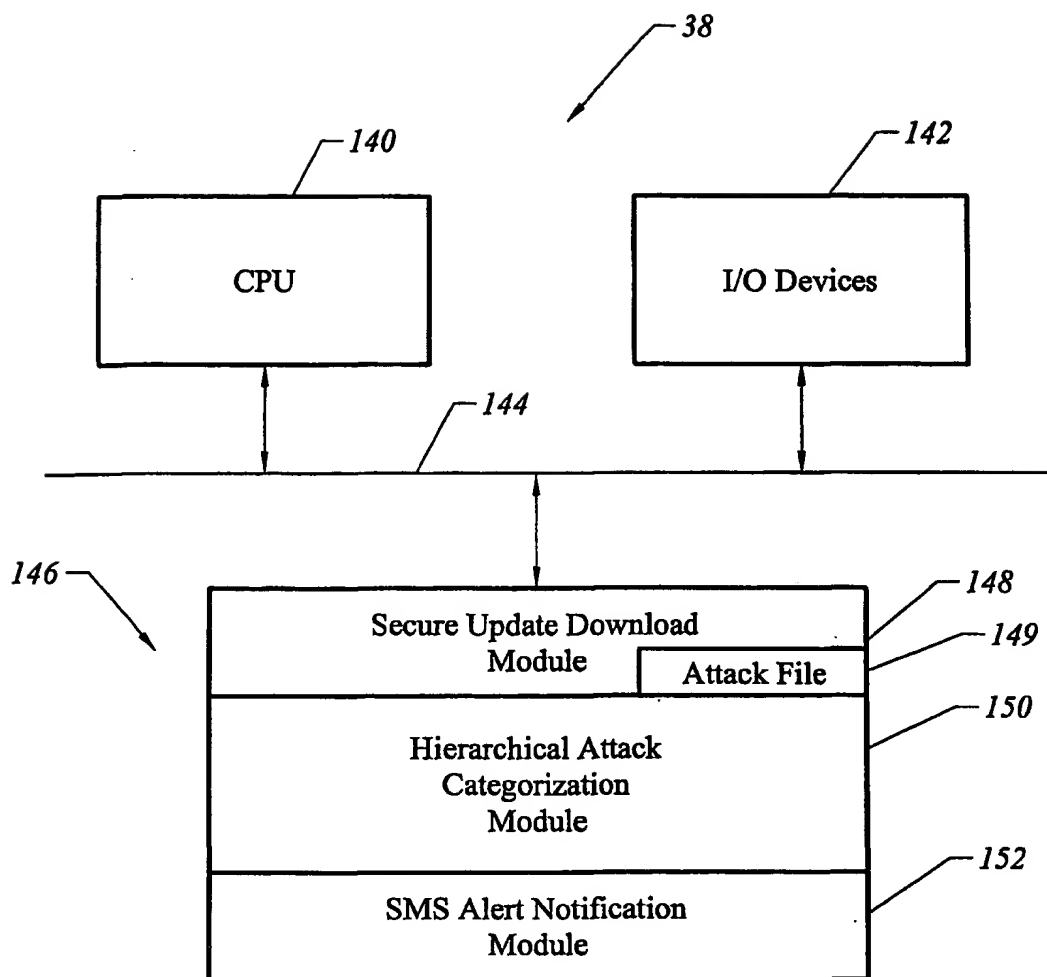 38
140
142
CPU
I/O Devices
144
146
148
Secure Update Download
Module
149
Attack File
150
Hierarchical Attack
Categorization
Module
152
SMS Alert Notification
Module